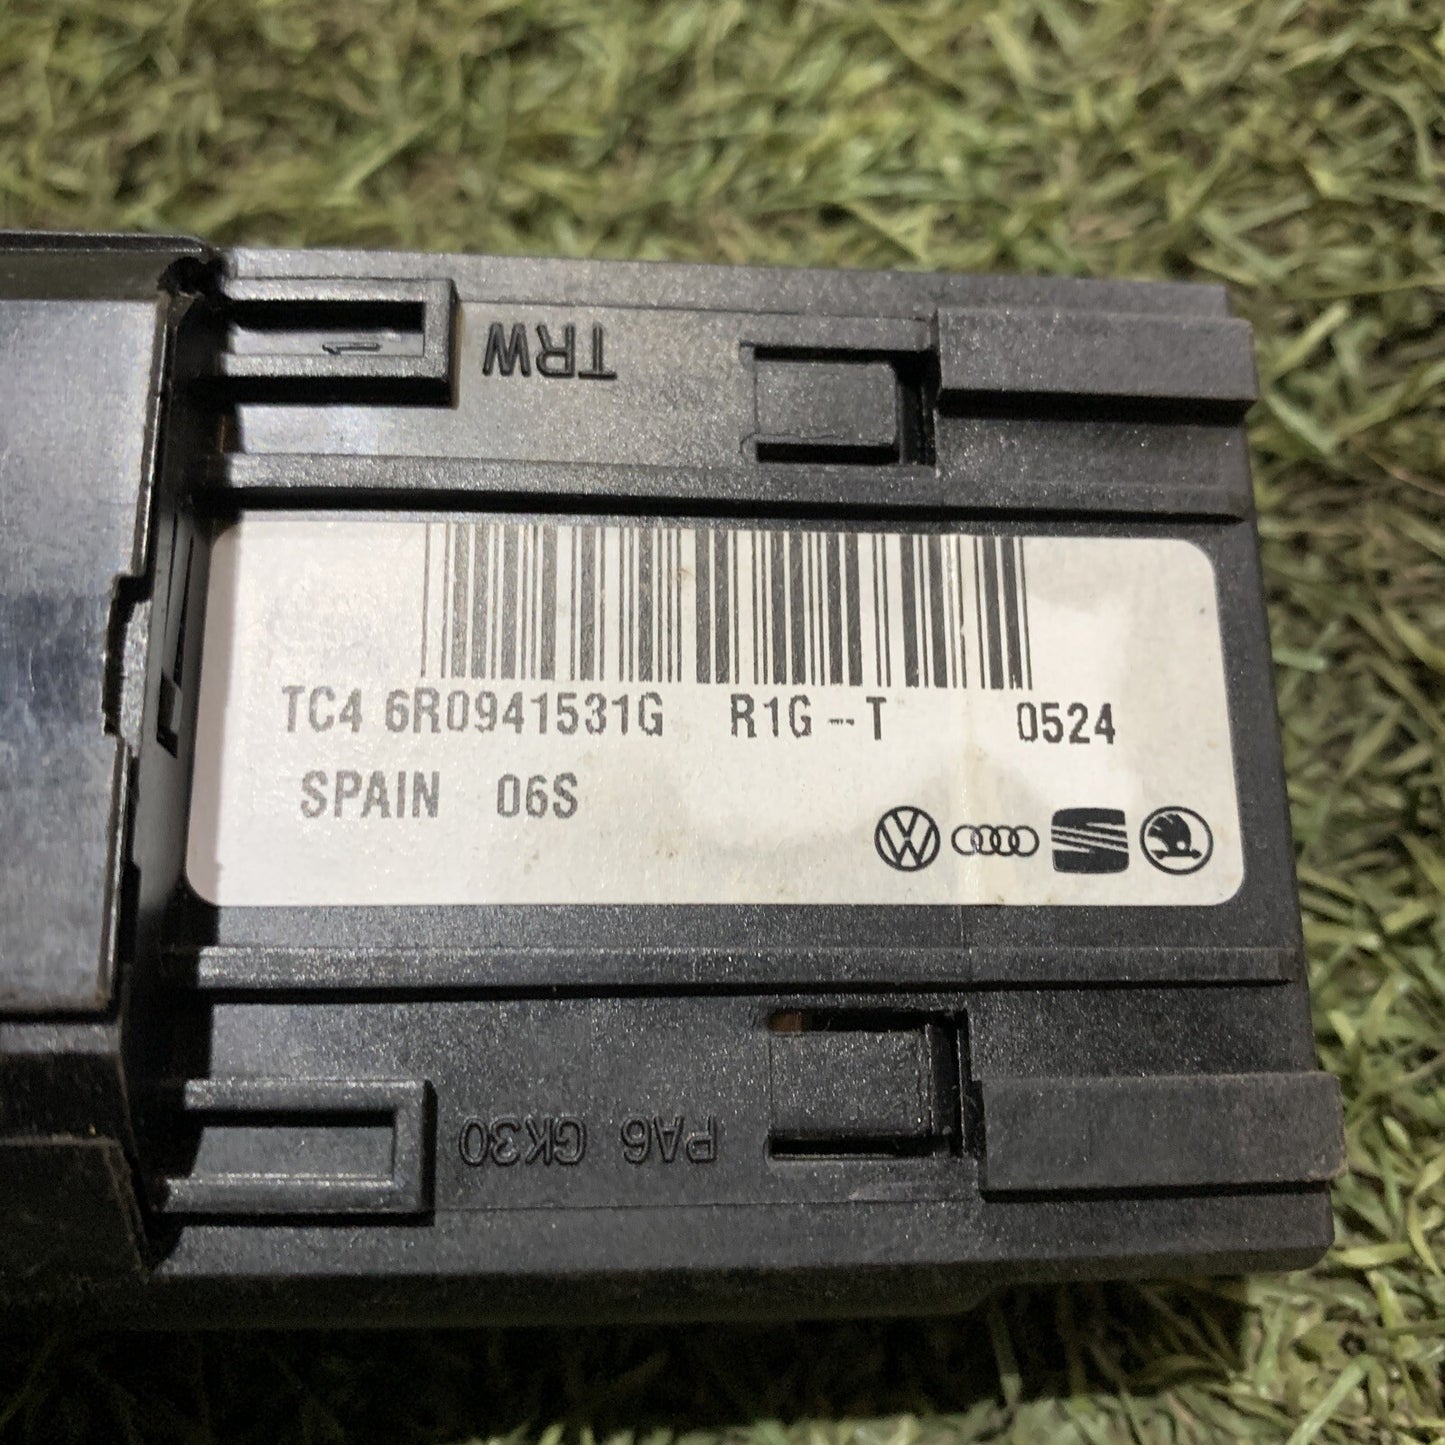 TRW
TC4 6R0941531G R1G--T 0524
SPAIN 06S
PA6 GK30